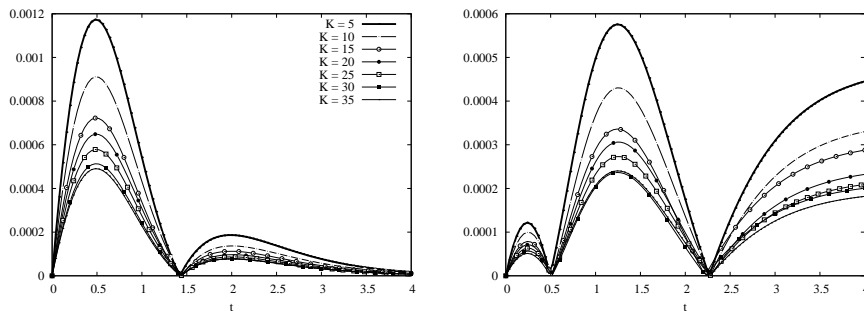 0.0012
0.001
0.0008
0.0006
0.0004
0.0002
0
0 0.5 1 1.5 2 2.5 3 3.5 4
t
K = 5
K = 10
K = 15
K = 20
K = 25
K = 30
K = 35
0.0006
0.0005
0.0004
0.0003
0.0002
0.0001
0
0 0.5 1 1.5 2 2.5 3 3.5 4
t